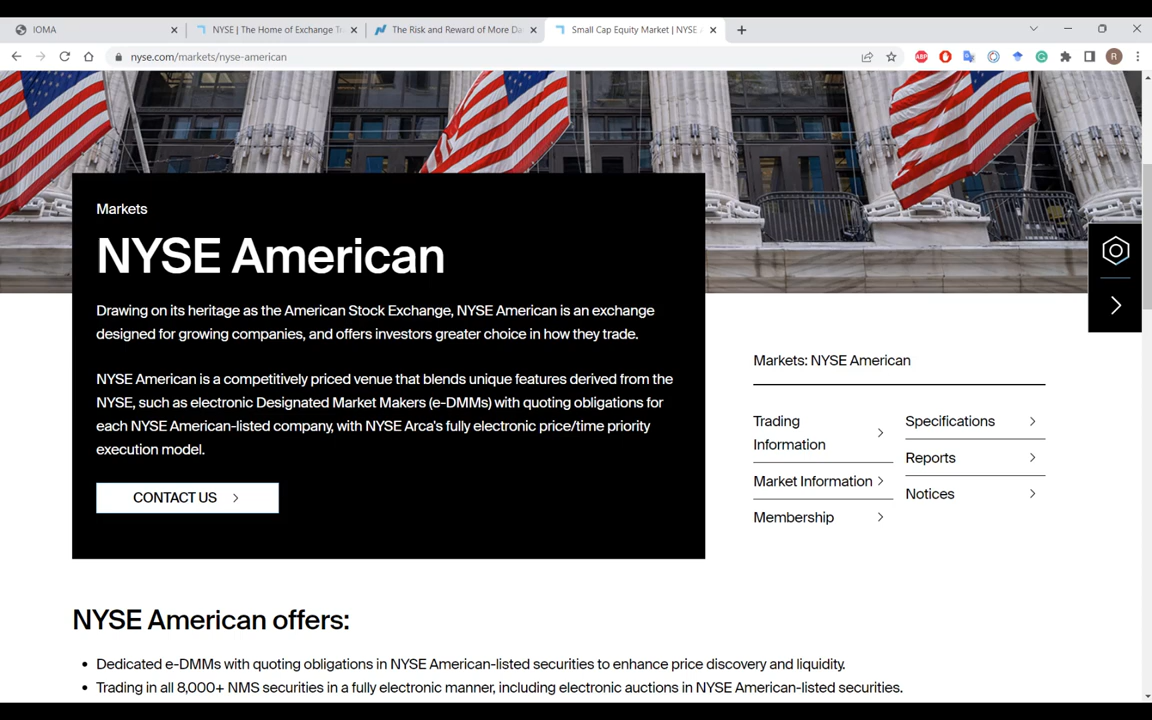 IOMA
NYSE | The Home of Exchange Tr
The Risk and Reward of More Da
Small Cap Equity Market | NYSE A
nyse.com/markets/nyse-american
ABP
R
Markets
NYSE American
Drawing on its heritage as the American Stock Exchange, NYSE American is an exchange
designed for growing companies, and offers investors greater choice in how they trade.
NYSE American is a competitively priced venue that blends unique features derived from the
NYSE, such as electronic Designated Market Makers (e-DMMs) with quoting obligations for
each NYSE American-listed company, with NYSE Arca's fully electronic price/time priority
execution model.
CONTACT US
Markets: NYSE American
Trading
Information
Market Information
Membership
Specifications
Reports
Notices
NYSE American offers:
• Dedicated e-DMMs with quoting obligations in NYSE American-listed securities to enhance price discovery and liquidity.
• Trading in all 8,000+ NMS securities in a fully electronic manner, including electronic auctions in NYSE American-listed securities.